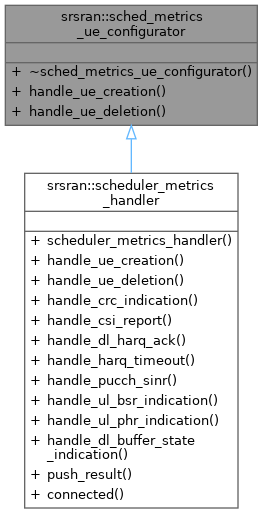 srsran::sched_metrics
_ue_configurator
+ ~sched_metrics_ue_configurator()
+ handle_ue_creation()
+ handle_ue_deletion()
srsran::scheduler_metrics
_handler
+ scheduler_metrics_handler()
+ handle_ue_creation()
+ handle_ue_deletion()
+ handle_crc_indication()
+ handle_csi_report()
+ handle_dl_harq_ack()
+ handle_harq_timeout()
+ handle_pucch_sinr()
+ handle_ul_bsr_indication()
+ handle_ul_phr_indication()
+ handle_dl_buffer_state
_indication()
+ push_result()
+ connected()